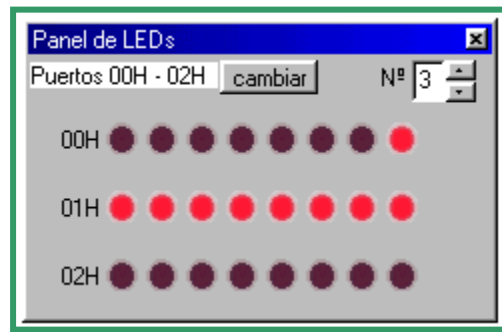 Panel de LEDs
Puertos 00H - 02H cambiar Nº 3
00H
01H
02H